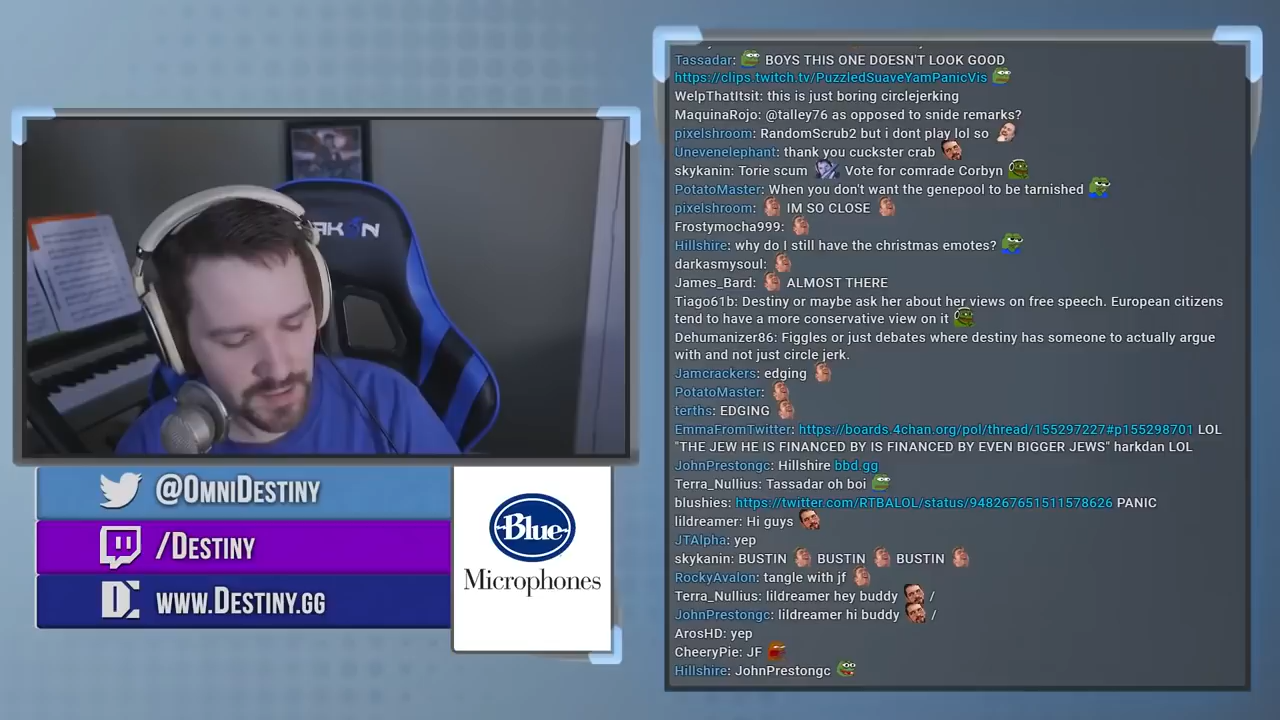 AKN
@OmniDestiny
/Destiny
www.Destiny.gg
Blue
Microphones
Tassadar: BOYS THIS ONE DOESN'T LOOK GOOD
https://clips.twitch.tv/PuzzledSuaveYamPanicVis
WelpThatItsit: this is just boring circlejerking
MaquinaRojo: @talley76 as opposed to snide remarks?
pixelshroom: RandomScrub2 but i dont play lol so
Unevenelephant: thank you cuckster crab
skykanin: Torie scum Vote for comrade Corbyn
PotatoMaster: When you don't want the genepool to be tarnished
pixelshroom: IM SO CLOSE
Frostymocha999:
Hillshire: why do I still have the christmas emotes?
darkasmysoul:
James_Bard: ALMOST THERE
Tiago61b: Destiny or maybe ask her about her views on free speech. European citizens
tend to have a more conservative view on it
Dehumanizer86: Figgles or just debates where destiny has someone to actually argue
with and not just circle jerk.
Jamcrackers: edging
PotatoMaster:
terths: EDGING
EmmaFromTwitter: https://boards.4chan.org/pol/thread/155297227#p155298701 LOL
"THE JEW HE IS FINANCED BY IS FINANCED BY EVEN BIGGER JEWS" harkdan LOL
JohnPrestongc: Hillshire bbd.gg
Terra_Nullius: Tassadar oh boi
blushies: https://twitter.com/RTBALOL/status/948267651511578626 PANIC
lildreamer: Hi guys
JTAlpha: yep
skykanin: BUSTIN BUSTIN BUSTIN
RockyAvalon: tangle with jf
Terra_Nullius: lildreamer hey buddy /
JohnPrestongc: lildreamer hi buddy /
ArosHD: yep
CheeryPie: JF
Hillshire: JohnPrestongc